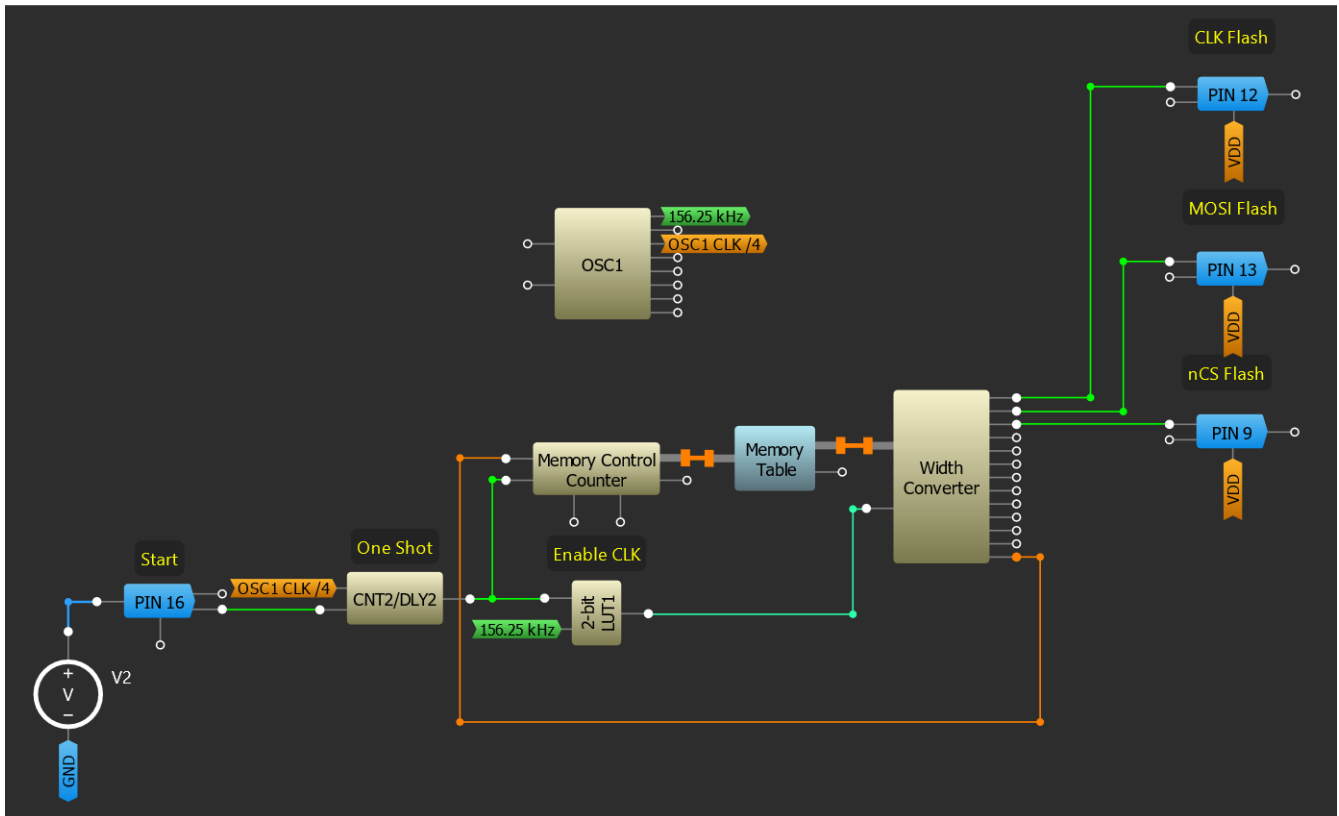 CLK Flash
PIN 12
VDD
MOSI Flash
156.25 kHz
OSC1 CLK /4
OSC1
PIN 13
VDD
nCS Flash
PIN 9
VDD
Memory Control
Counter
Memory
Table
Width
Converter
Start
One Shot
Enable CLK
PIN 16
OSC1 CLK /4
CNT2/DLY2
156.25 kHz
2-bit
LUT1
+
V
−
V2
GND